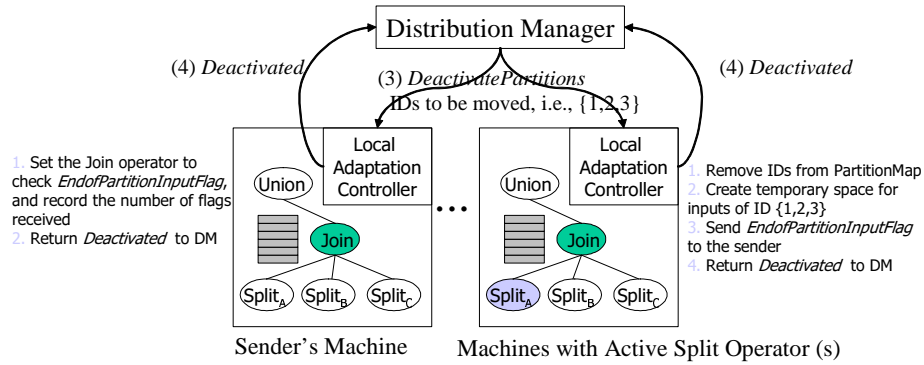 Distribution Manager
(4) Deactivated
(3) DeactivatePartitions
IDs to be moved, i.e., {1,2,3}
(4) Deactivated
1. Set the Join operator to
check EndofPartitionInputFlag,
and record the number of flags
received
2. Return Deactivated to DM
Local
Adaptation
Controller
Union
Join
SplitA
SplitB
SplitC
Sender's Machine
...
Local
Adaptation
Controller
Union
Join
SplitA
SplitB
SplitC
Machines with Active Split Operator (s)
1. Remove IDs from PartitionMap
2. Create temporary space for
inputs of ID {1,2,3}
3. Send EndofPartitionInputFlag
to the sender
4. Return Deactivated to DM